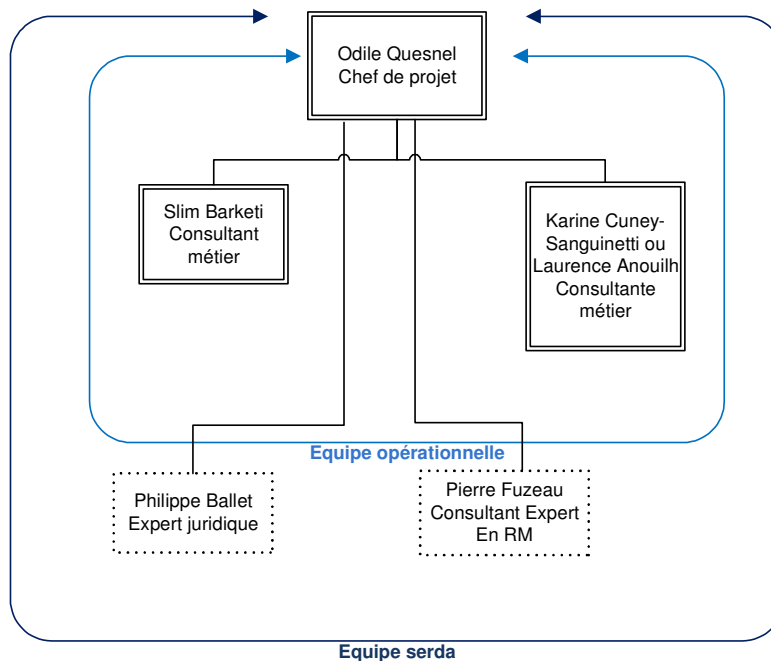 Odile Quesnel
Chef de projet
Slim Barketi
Consultant
métier
Karine Cuney-
Sanguinetti ou
Laurence Anouilh
Consultante
métier
Equipe opérationnelle
Philippe Ballet
Expert juridique
Pierre Fuzeau
Consultant Expert
En RM
Equipe serda